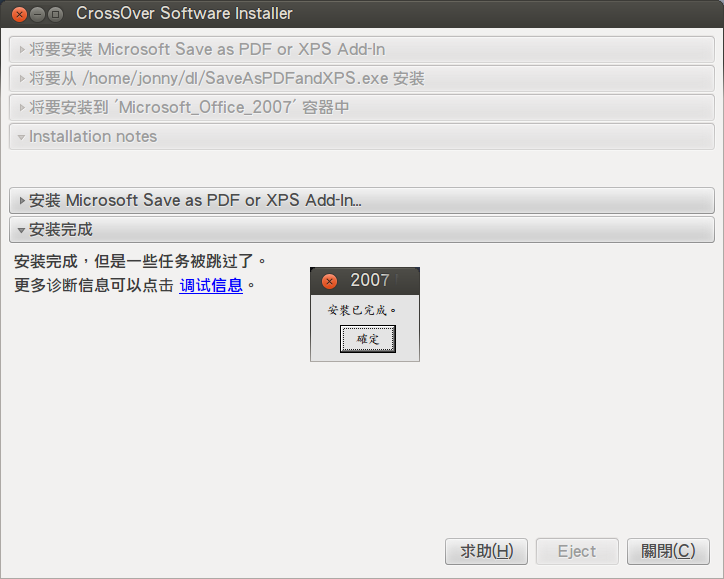 CrossOver Software Installer
将要安装 Microsoft Save as PDF or XPS Add-In
将要从 /home/jonny/dl/SaveAsPDFandXPS.exe 安装
将要安装到 ‘Microsoft_Office_2007’ 容器中
Installation notes
安装 Microsoft Save as PDF or XPS Add-In...
安装完成
安装完成，但是一些任务被跳过了。
更多诊断信息可以点击 调试信息。
2007
安裝已完成。
確定
求助(H)
Eject
關閉(C)